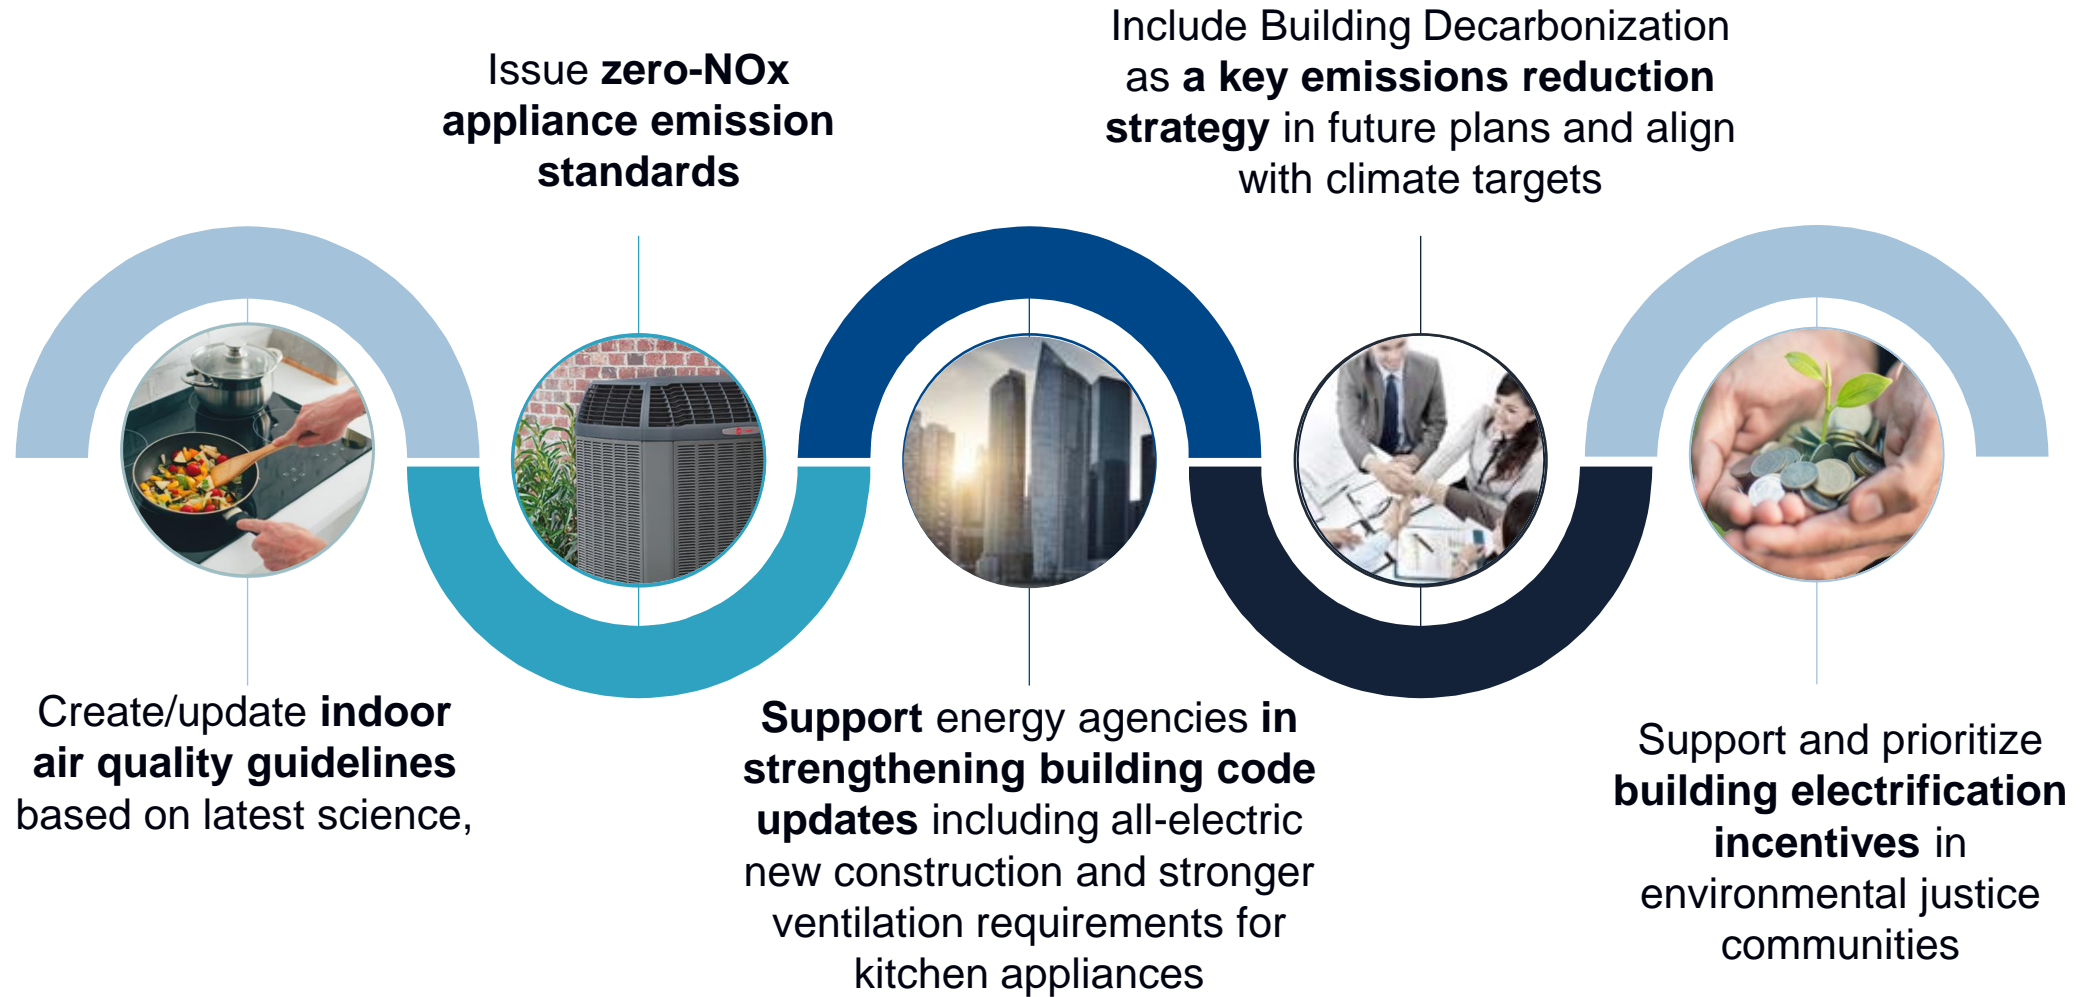 Create/update indoor
air quality guidelines
based on latest science,
Issue zero-NOx
appliance emission
standards
Support energy agencies in
strengthening building code
updates including all-electric
new construction and stronger
ventilation requirements for
kitchen appliances
Include Building Decarbonization
as a key emissions reduction
strategy in future plans and align
with climate targets
Support and prioritize
building electrification
incentives in
environmental justice
communities